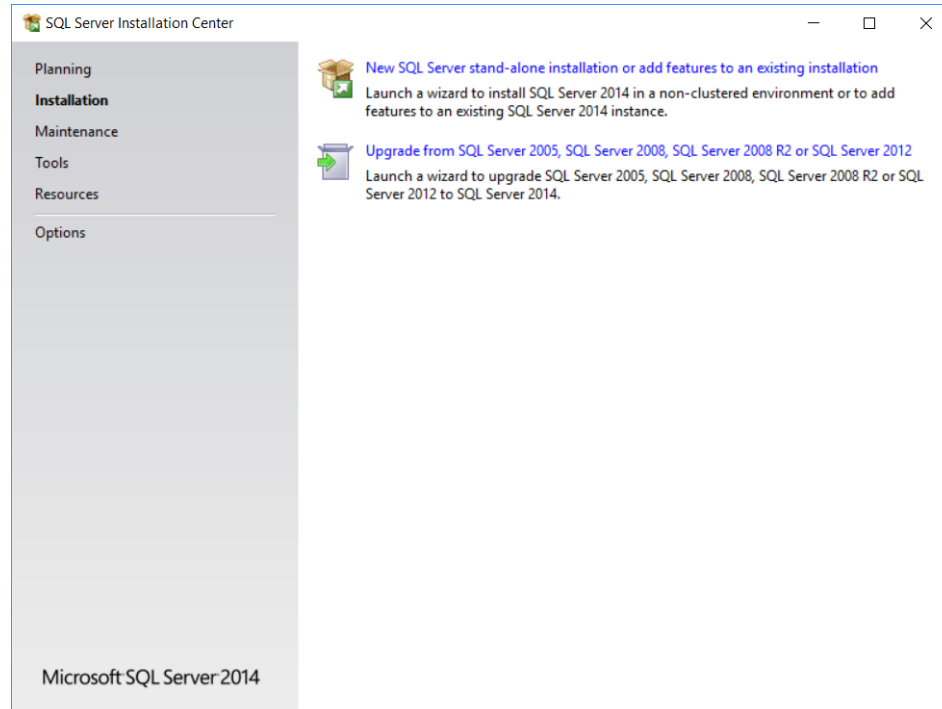 SQL Server Installation Center
Planning
Installation
Maintenance
Tools
Resources
Options
New SQL Server stand-alone installation or add features to an existing installation
Launch a wizard to install SQL Server 2014 in a non-clustered environment or to add
features to an existing SQL Server 2014 instance.
Upgrade from SQL Server 2005, SQL Server 2008, SQL Server 2008 R2 or SQL Server 2012
Launch a wizard to upgrade SQL Server 2005, SQL Server 2008, SQL Server 2008 R2 or SQL
Server 2012 to SQL Server 2014.
Microsoft SQL Server 2014